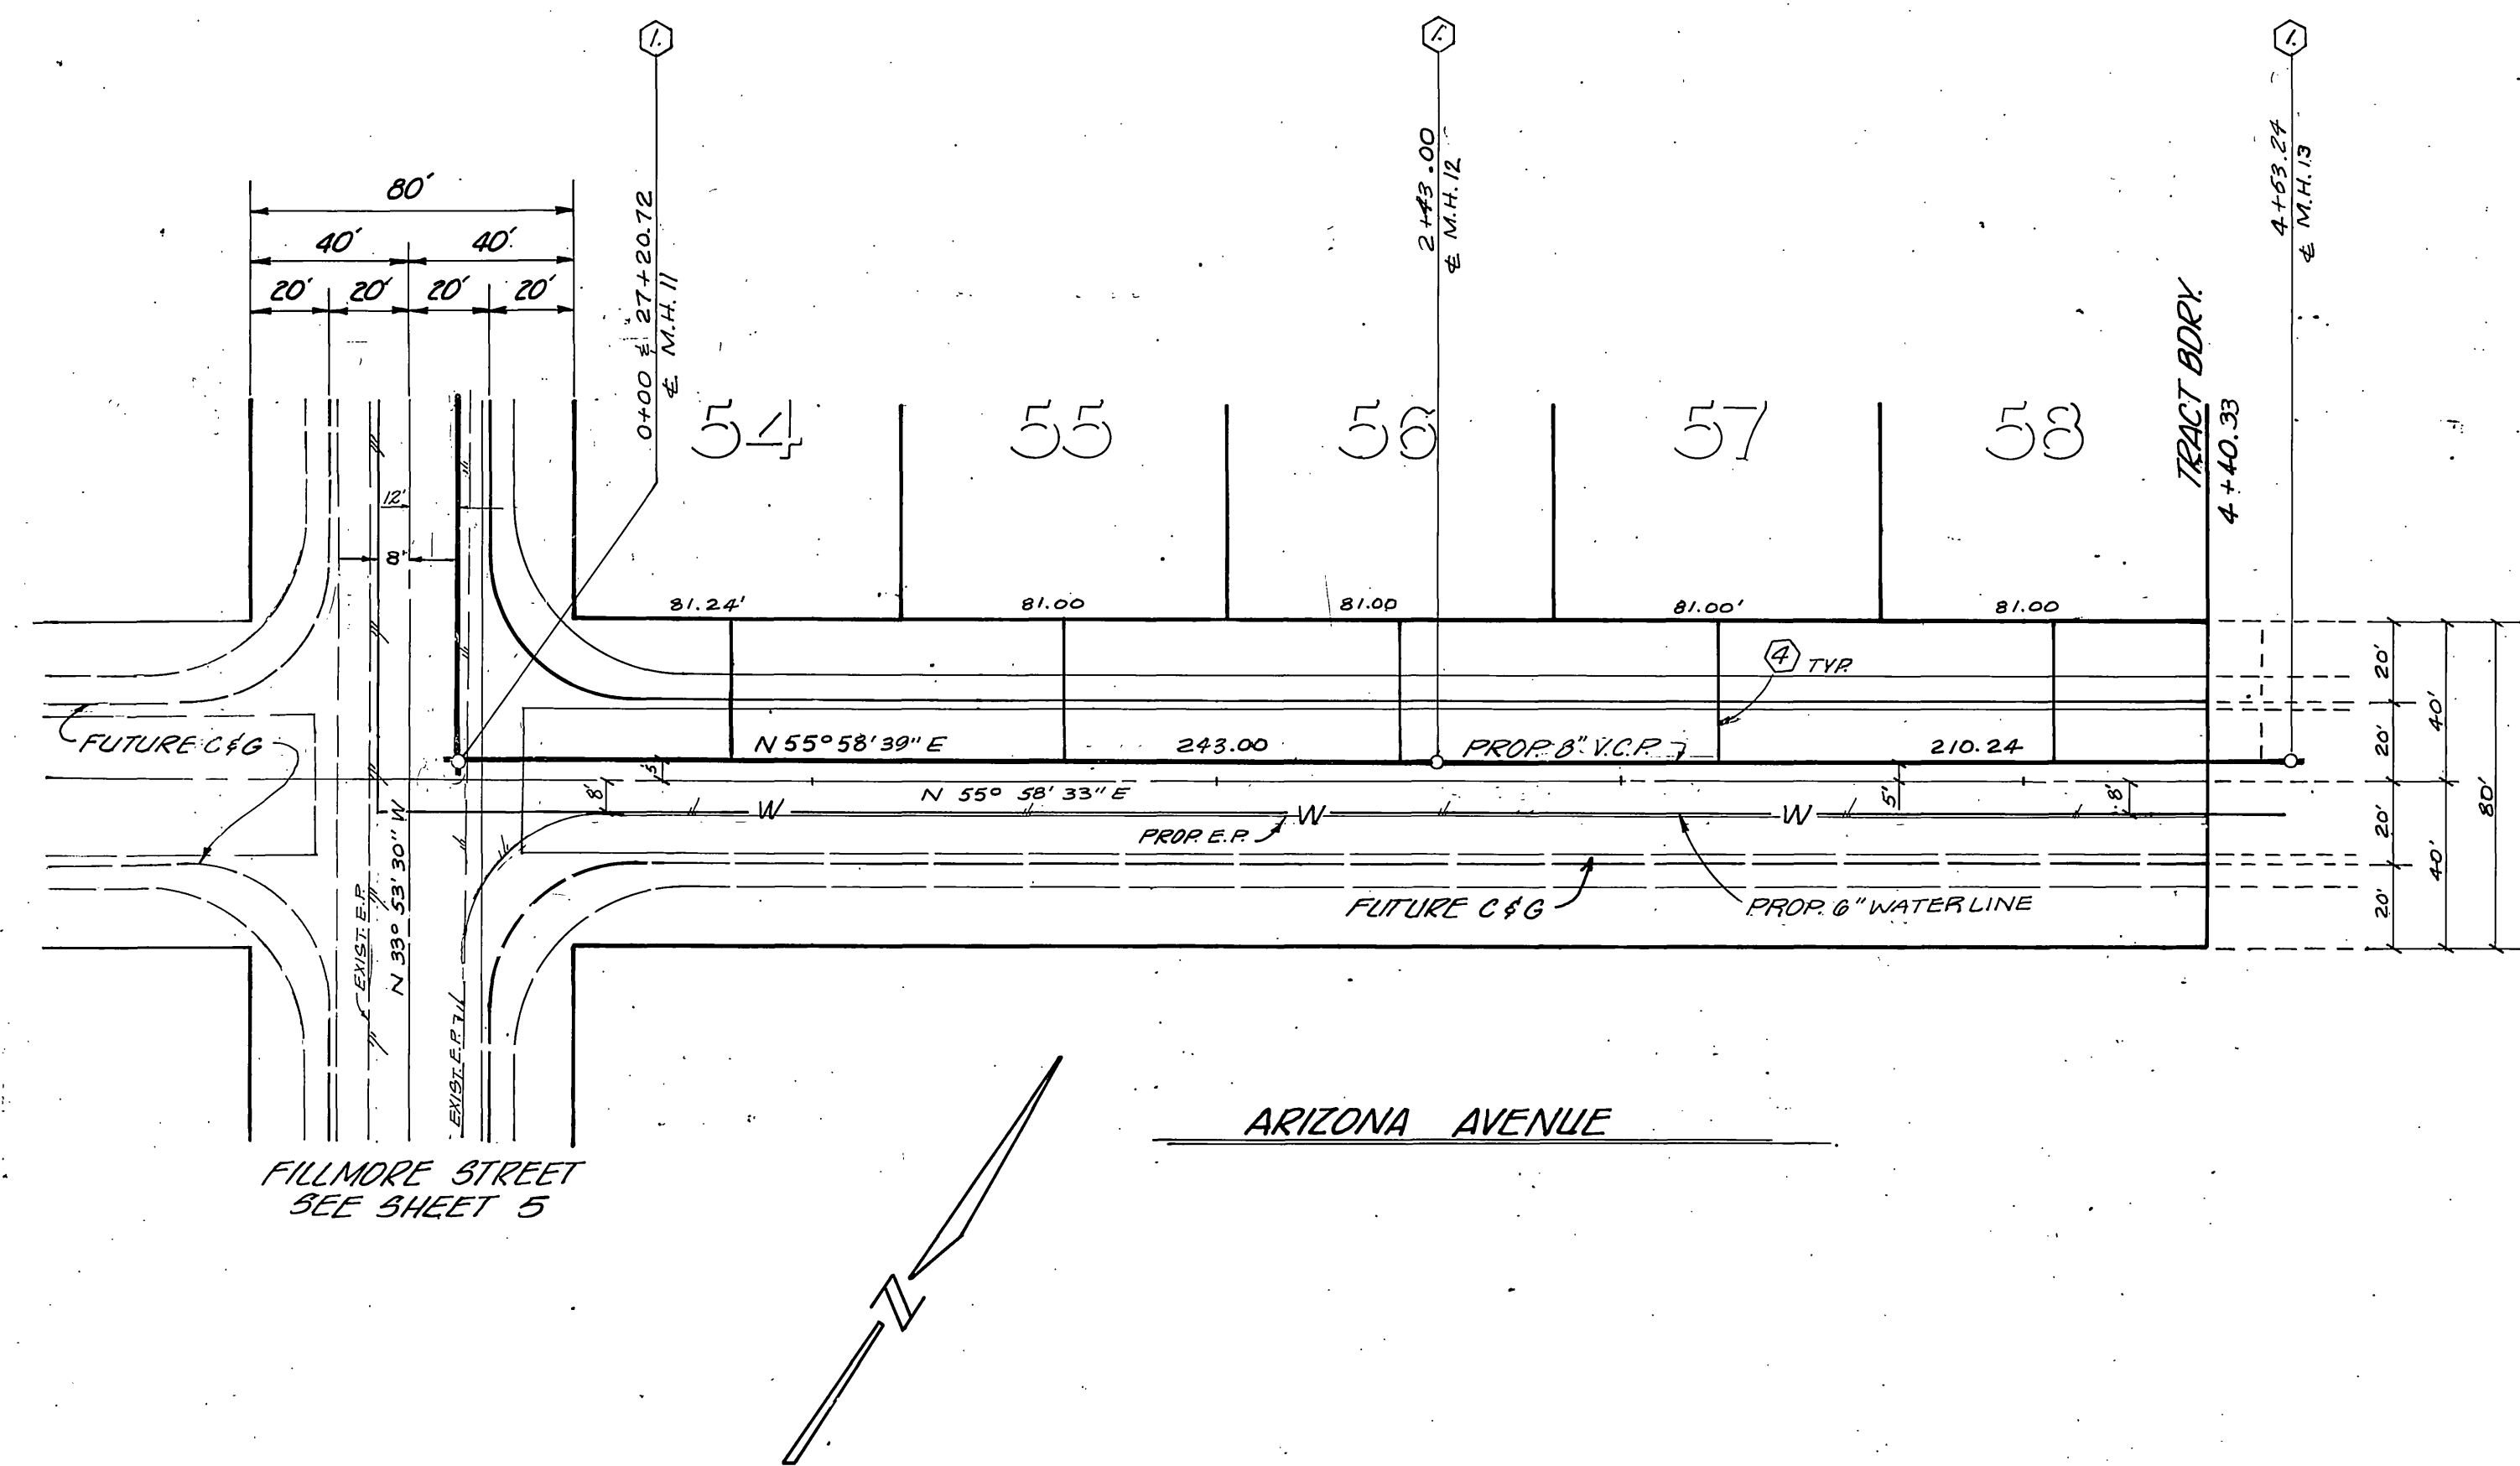 1.
1.
1.
80'
40' 40'
20' 20' 20' 20'
0+00 = 27+20.72
℄ M.H. 11
2+43.00
℄ M.H. 12
4+53.24
℄ M.H. 13
TRACT BDRY.
4+40.33
54 55 56 57 58
12'
8'
81.24' 81.00 81.00 81.00' 81.00
4 TYP.
FUTURE C&G
N 55° 58' 39" E 243.00 PROP. 8" V.C.P. 210.24
5'
8'
N 55° 58' 33" E
5'
8'
W W W
PROP. E.P.
FUTURE C&G
PROP. 6" WATERLINE
20'
20'
20'
20'
40'
40'
80'
EXIST. E.P.
N 33° 53' 30" W
EXIST. E.P.
ARIZONA AVENUE
FILLMORE STREET
SEE SHEET 5
N